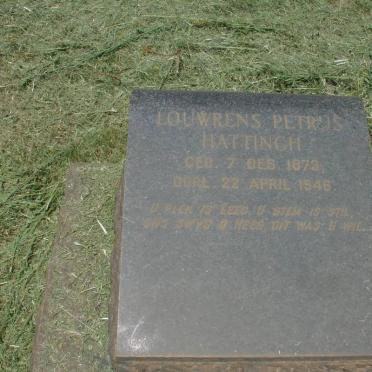 LOUWRENS PETRUS
HATTINGH
GEB. 7 DES. 1873
OORL. 22 APRIL 1946
U PLEK IS LEEG, U STEM IS STIL,
ONS SWYG O HEER, DIT WAS U WIL.